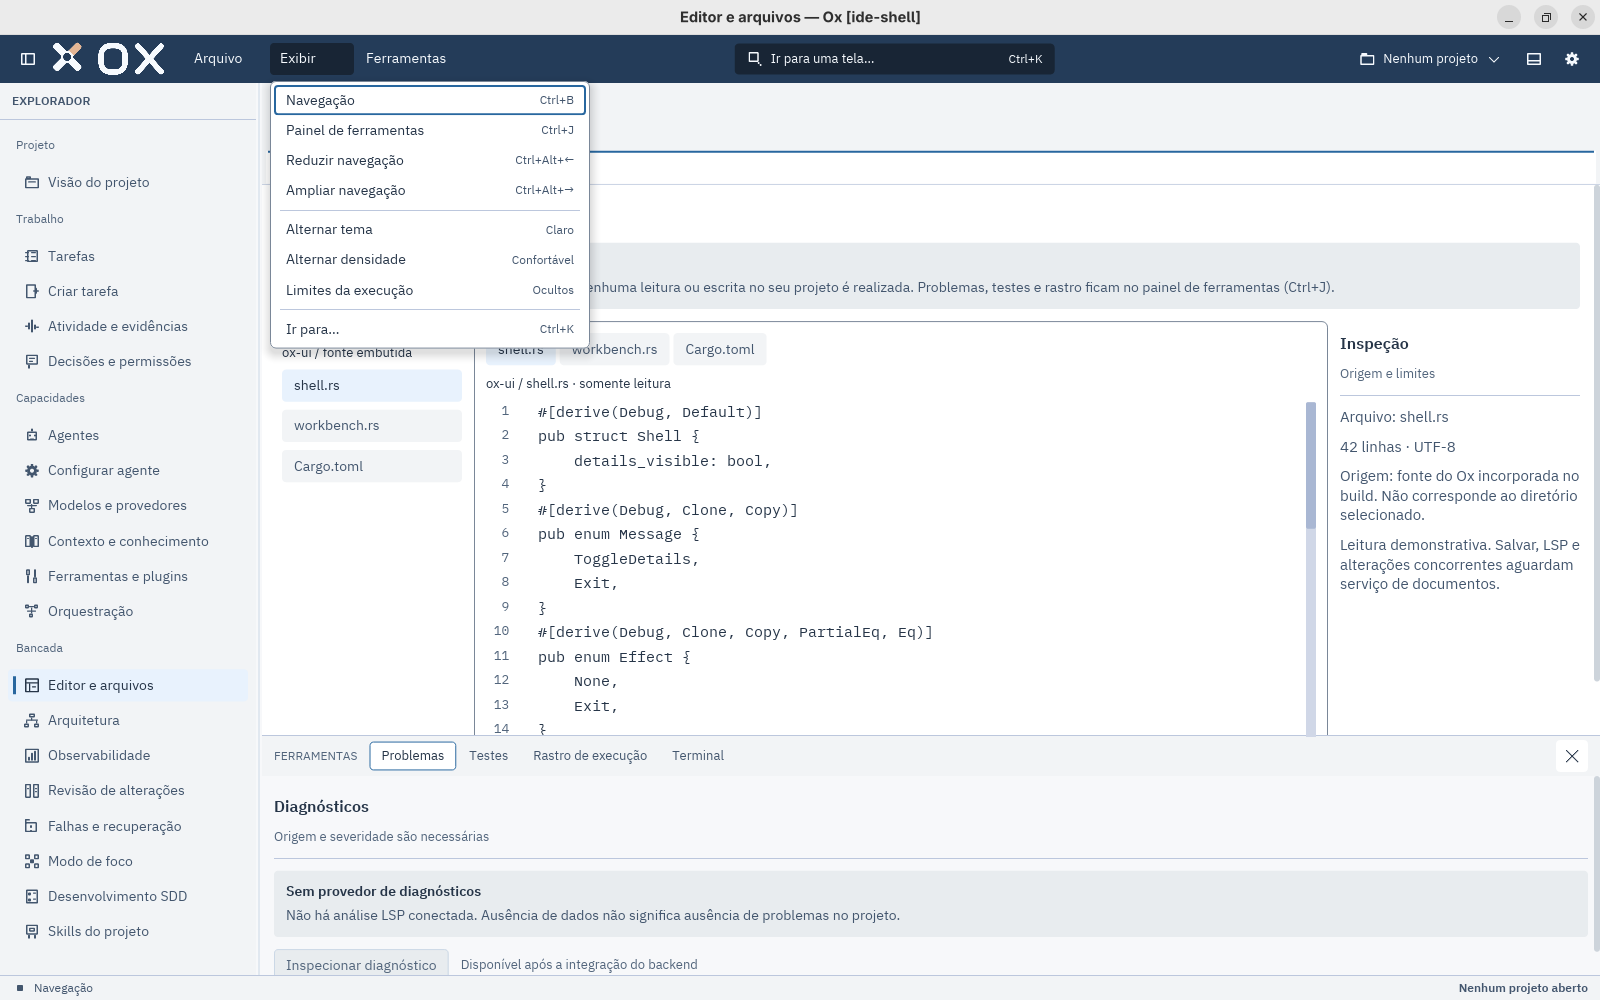 Editor e arquivos — Ox [ide-shell]
OX
Arquivo
Exibir
Ferramentas
Ir para uma tela...
Ctrl+K
Nenhum projeto
EXPLORADOR
Projeto
Visão do projeto
Trabalho
Tarefas
Criar tarefa
Atividade e evidências
Decisões e permissões
Capacidades
Agentes
Configurar agente
Modelos e provedores
Contexto e conhecimento
Ferramentas e plugins
Orquestração
Bancada
Editor e arquivos
Arquitetura
Observabilidade
Revisão de alterações
Falhas e recuperação
Modo de foco
Desenvolvimento SDD
Skills do projeto
Navegação Ctrl+B
Painel de ferramentas Ctrl+J
Reduzir navegação Ctrl+Alt+←
Ampliar navegação Ctrl+Alt+→
Alternar tema Claro
Alternar densidade Confortável
Limites da execução Ocultos
Ir para... Ctrl+K
leitura ou escrita no seu projeto é realizada. Problemas, testes e rastro ficam no painel de ferramentas (Ctrl+J).
ox-ui / fonte embutida
shell.rs
workbench.rs
Cargo.toml
shell.rs
workbench.rs
Cargo.toml
ox-ui / shell.rs · somente leitura
1 #[derive(Debug, Default)]
2 pub struct Shell {
3 details_visible: bool,
4 }
5 #[derive(Debug, Clone, Copy)]
6 pub enum Message {
7 ToggleDetails,
8 Exit,
9 }
10 #[derive(Debug, Clone, Copy, PartialEq, Eq)]
11 pub enum Effect {
12 None,
13 Exit,
14 }
Inspeção
Origem e limites
Arquivo: shell.rs
42 linhas · UTF-8
Origem: fonte do Ox incorporada no
build. Não corresponde ao diretório
selecionado.
Leitura demonstrativa. Salvar, LSP e
alterações concorrentes aguardam
serviço de documentos.
FERRAMENTAS
Problemas
Testes
Rastro de execução
Terminal
Diagnósticos
Origem e severidade são necessárias
Sem provedor de diagnósticos
Não há análise LSP conectada. Ausência de dados não significa ausência de problemas no projeto.
Inspecionar diagnóstico
Disponível após a integração do backend
Navegação
Nenhum projeto aberto